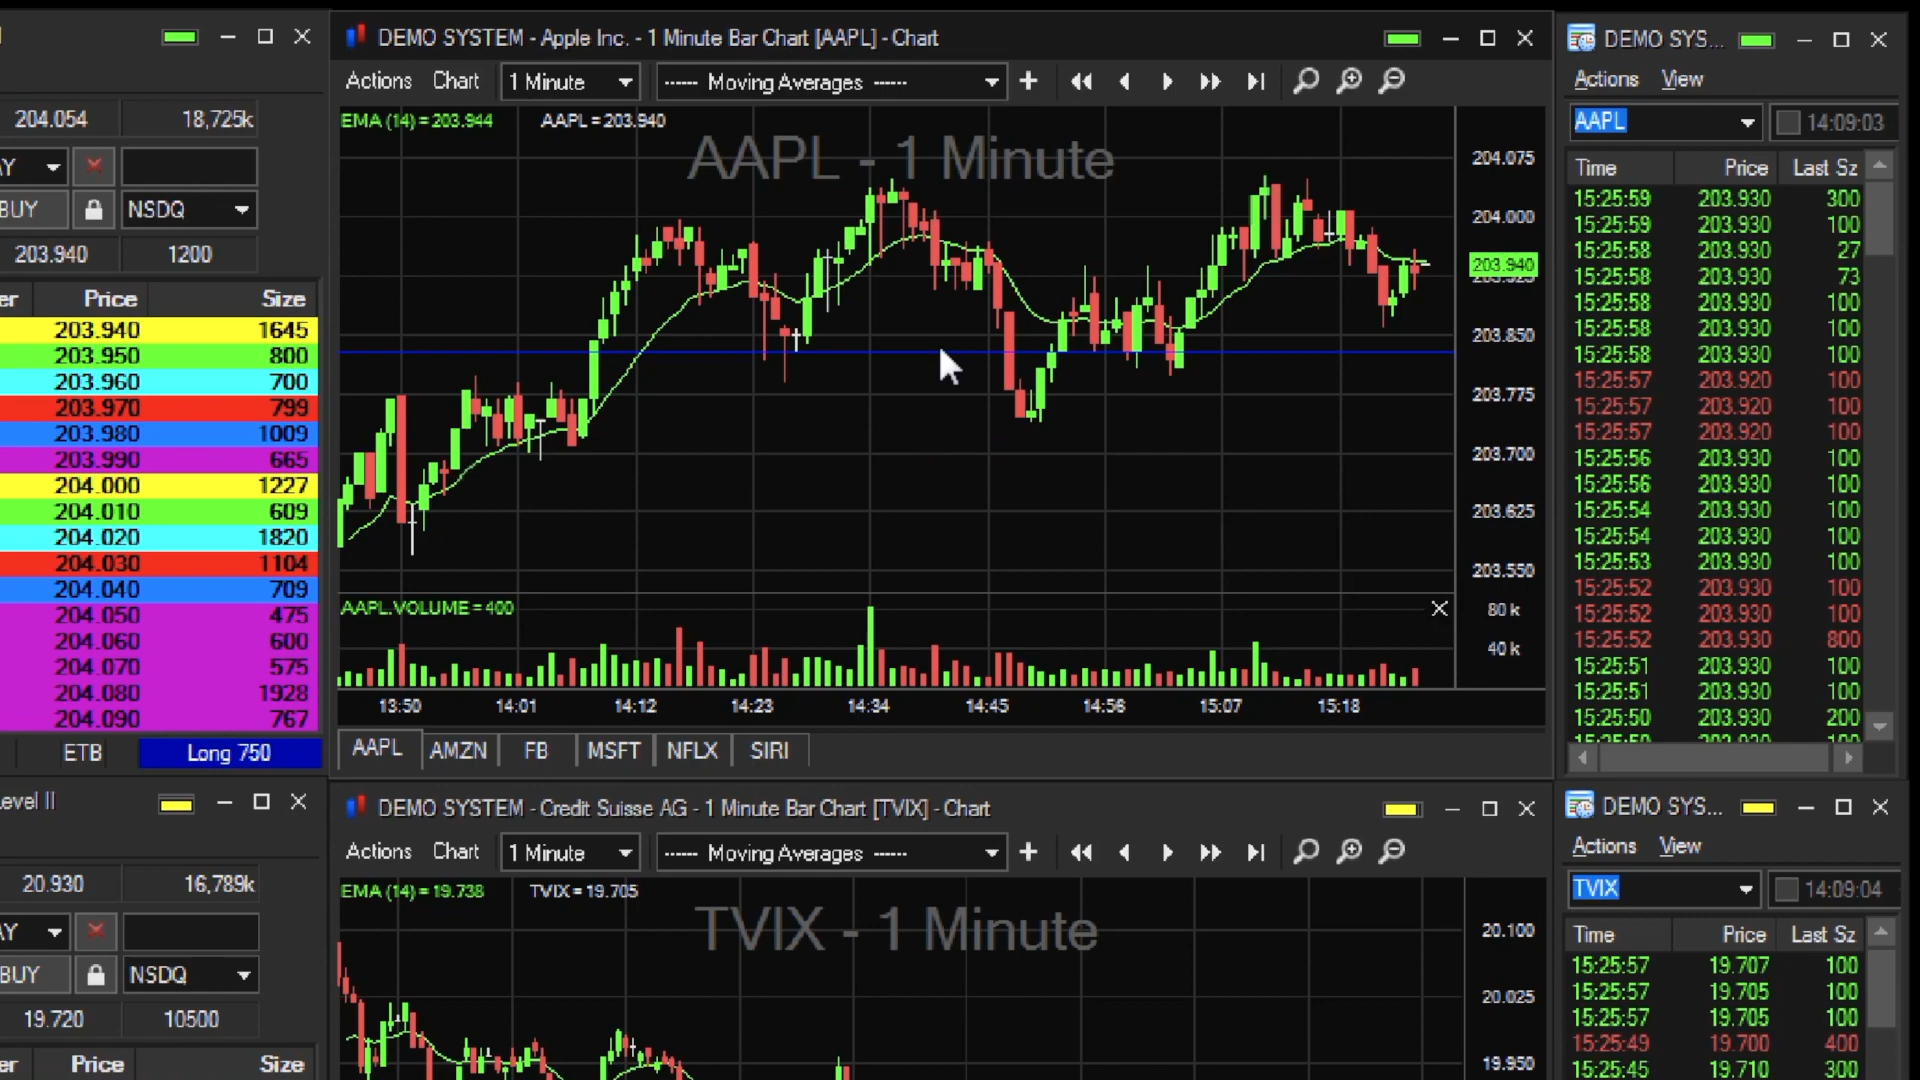 204.054 18,725k
AY
BUY NSDQ
203.940 1200
er Price Size
203.940 1645
203.950 800
203.960 700
203.970 799
203.980 1009
203.990 665
204.000 1227
204.010 609
204.020 1820
204.030 1104
204.040 709
204.050 475
204.060 600
204.070 575
204.080 1928
204.090 767
ETB Long 750
DEMO SYSTEM - Apple Inc. - 1 Minute Bar Chart [AAPL] - Chart
Actions Chart 1 Minute ------ Moving Averages ------
EMA (14) = 203.944 AAPL = 203.940
AAPL - 1 Minute
204.075
204.000
203.940
203.850
203.775
203.700
203.625
203.550
AAPL.VOLUME = 400
80 k
40 k
13:50 14:01 14:12 14:23 14:34 14:45 14:56 15:07 15:18
AAPL AMZN FB MSFT NFLX SIRI
DEMO SYS...
Actions View
AAPL 14:09:03
Time Price Last Sz
15:25:59 203.930 300
15:25:59 203.930 100
15:25:58 203.930 27
15:25:58 203.930 73
15:25:58 203.930 100
15:25:58 203.930 100
15:25:58 203.930 100
15:25:57 203.920 100
15:25:57 203.920 100
15:25:57 203.920 100
15:25:56 203.930 100
15:25:56 203.930 100
15:25:54 203.930 100
15:25:54 203.930 100
15:25:53 203.930 100
15:25:52 203.930 100
15:25:52 203.930 100
15:25:52 203.930 800
15:25:51 203.930 100
15:25:51 203.930 100
15:25:50 203.930 200
evel II
20.930 16,789k
AY
BUY NSDQ
19.720 10500
er Price Size
DEMO SYSTEM - Credit Suisse AG - 1 Minute Bar Chart [TVIX] - Chart
Actions Chart 1 Minute ------ Moving Averages ------
EMA (14) = 19.738 TVIX = 19.705
TVIX - 1 Minute
20.100
20.025
19.950
DEMO SYS...
Actions View
TVIX 14:09:04
Time Price Last Sz
15:25:57 19.707 100
15:25:57 19.705 100
15:25:57 19.705 100
15:25:49 19.700 400
15:25:45 19.710 300